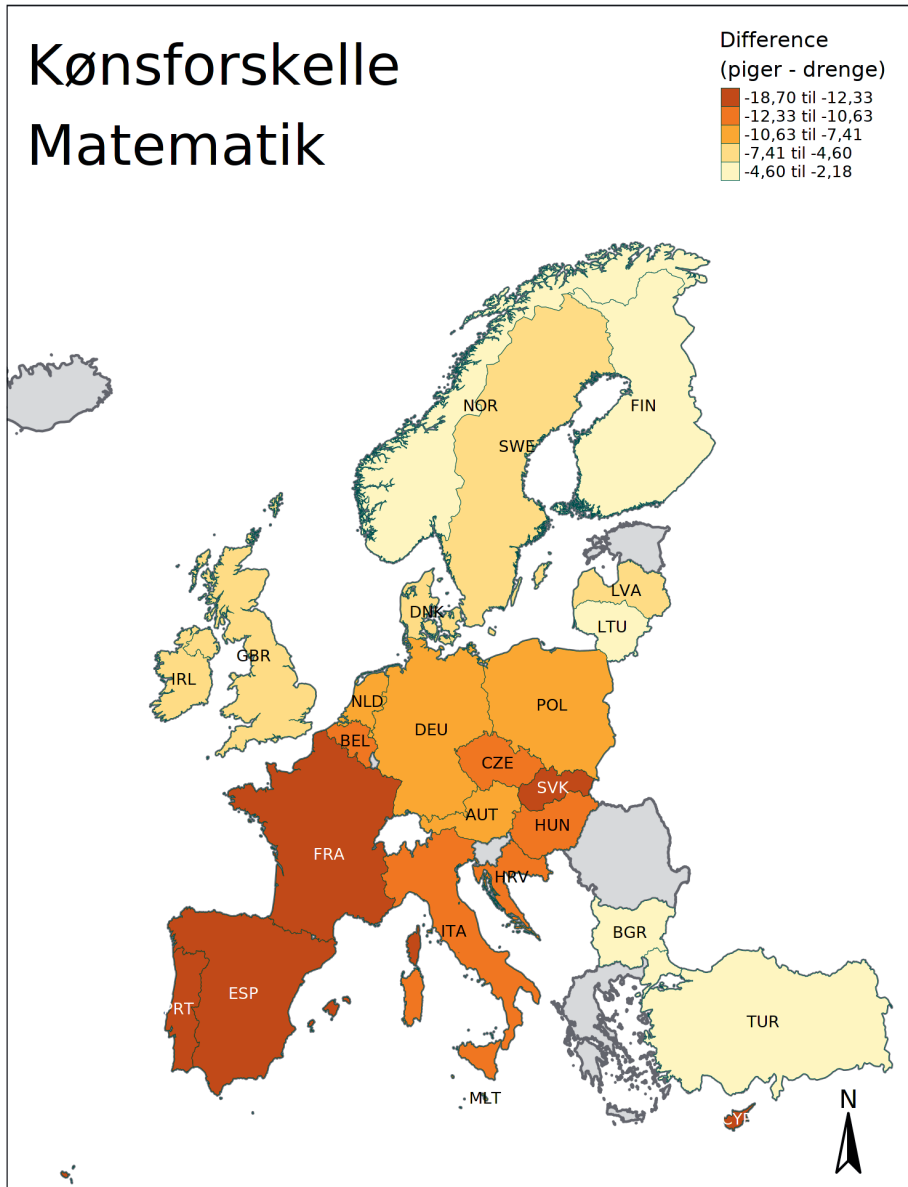 Kønsforskelle
Matematik
Difference
(piger - drenge)
-18,70 til -12,33
-12,33 til -10,63
-10,63 til -7,41
-7,41 til -4,60
-4,60 til -2,18
NOR
FIN
SWE
LVA
DNK
LTU
GBR
IRL
NLD
POL
DEU
BEL
CZE
SVK
AUT
HUN
FRA
HRV
ITA
BGR
ESP
PRT
TUR
MLT
N
CYP